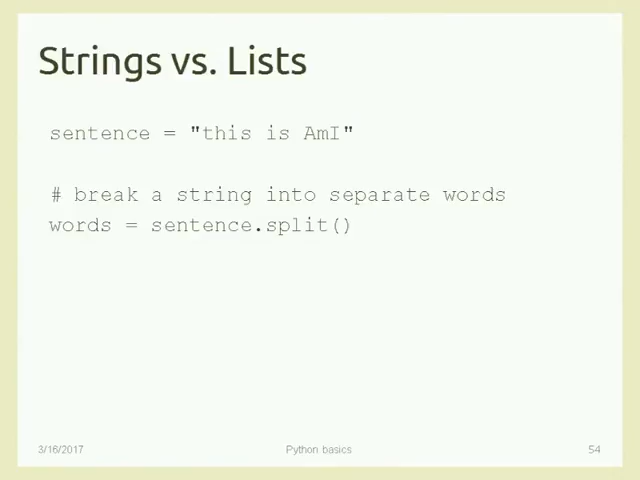 Strings vs. Lists
sentence = "this is AmI"
# break a string into separate words
words = sentence.split()
3/16/2017
Python basics
54